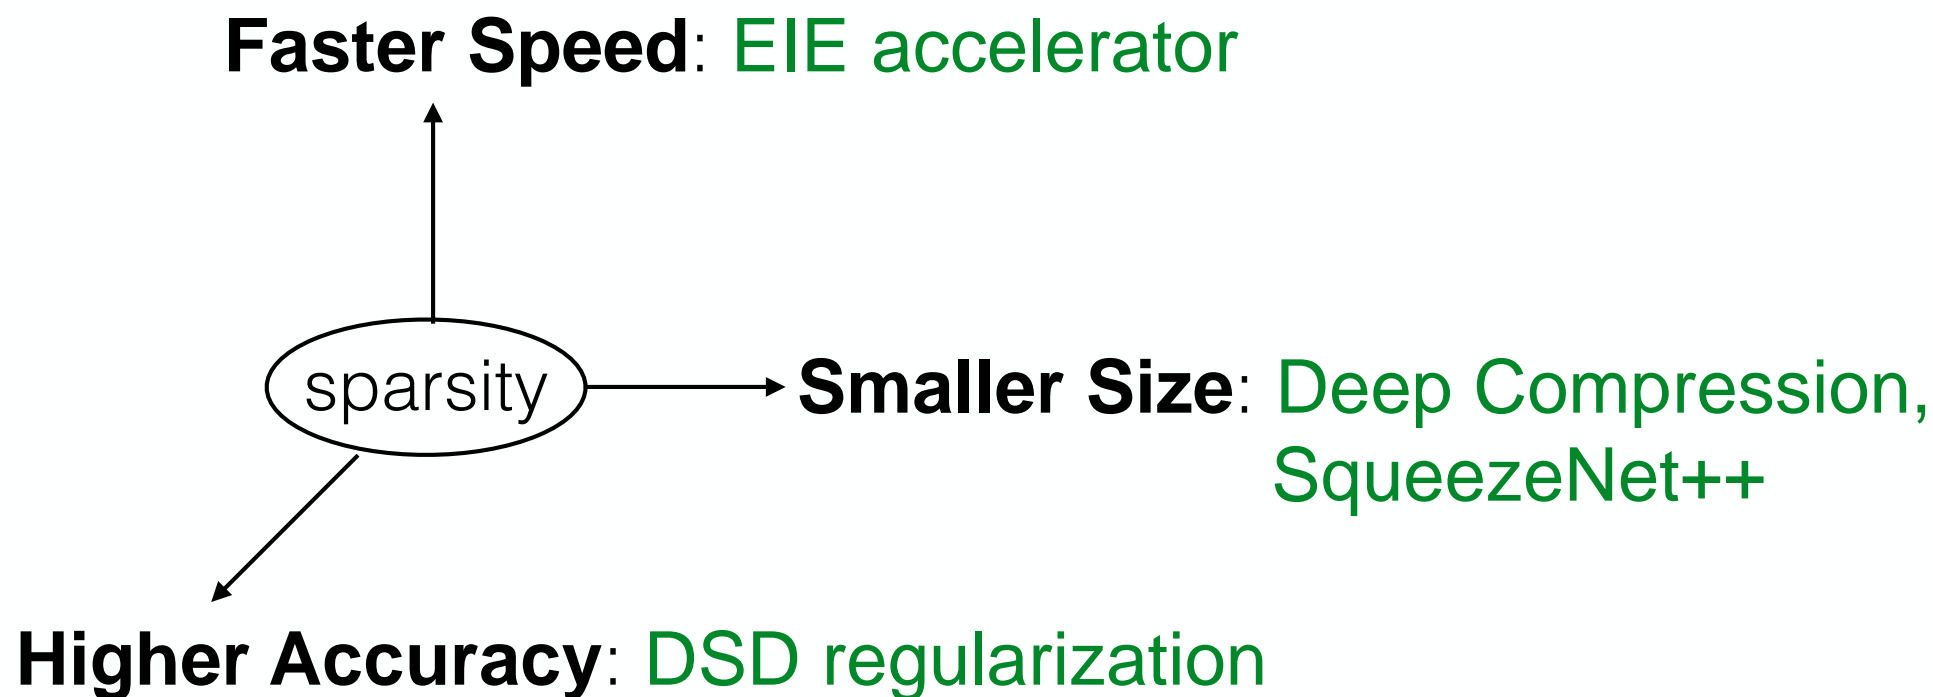 Faster Speed: EIE accelerator
sparsity
Smaller Size: Deep Compression,
SqueezeNet++
Higher Accuracy: DSD regularization